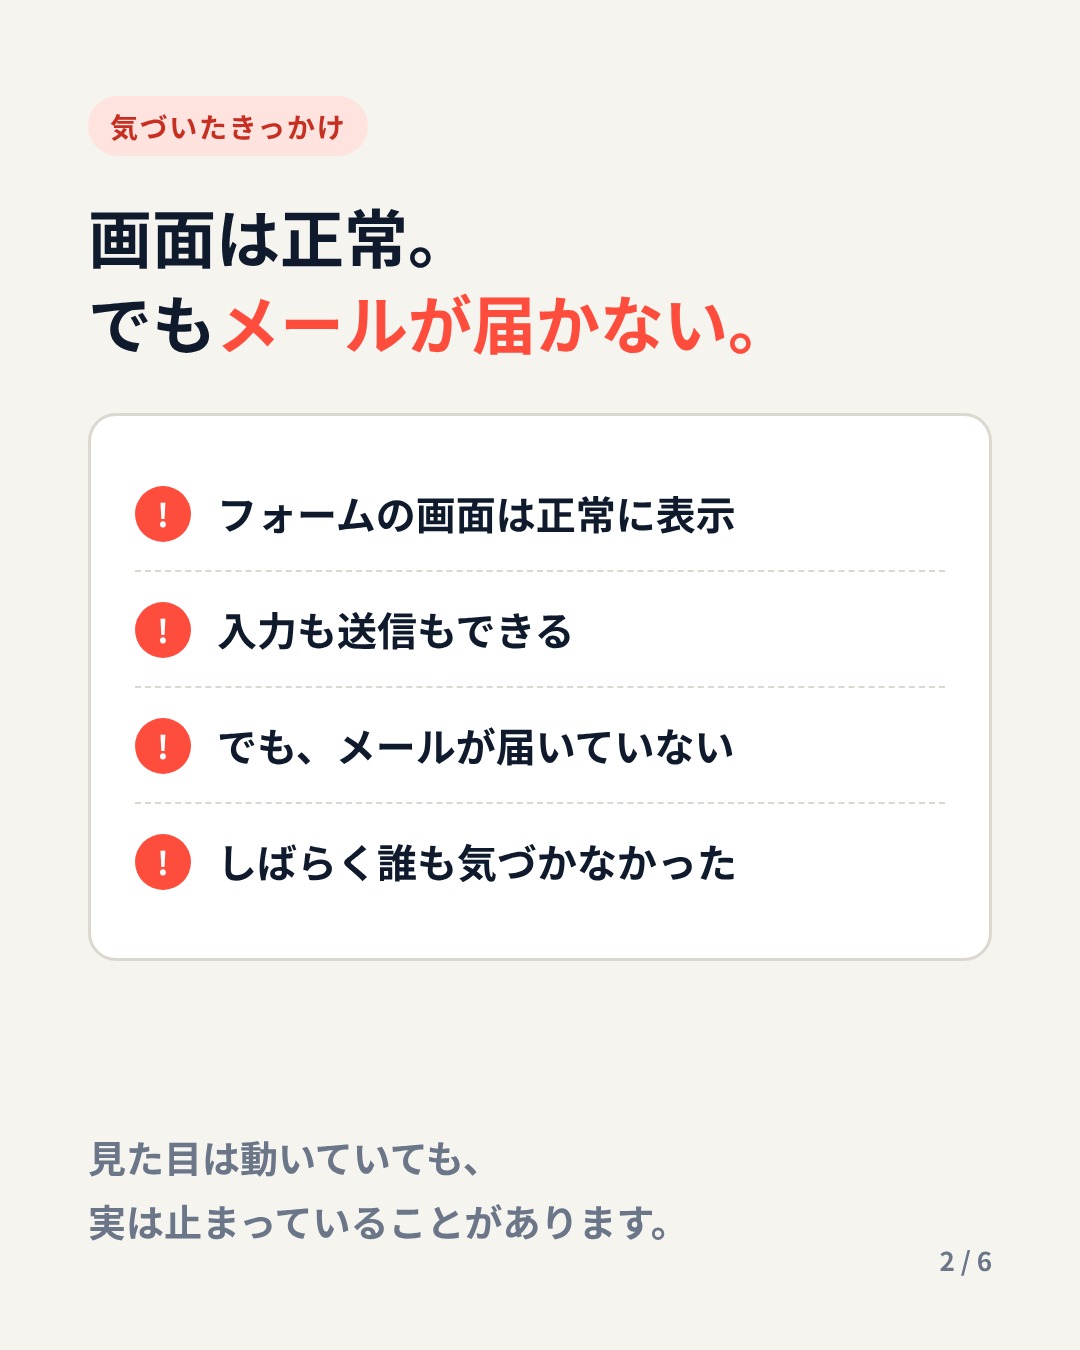 気づいたきっかけ
画面は正常。
でもメールが届かない。
! フォームの画面は正常に表示
! 入力も送信もできる
! でも、メールが届いていない
! しばらく誰も気づかなかった
見た目は動いていても、
実は止まっていることがあります。
2 / 6